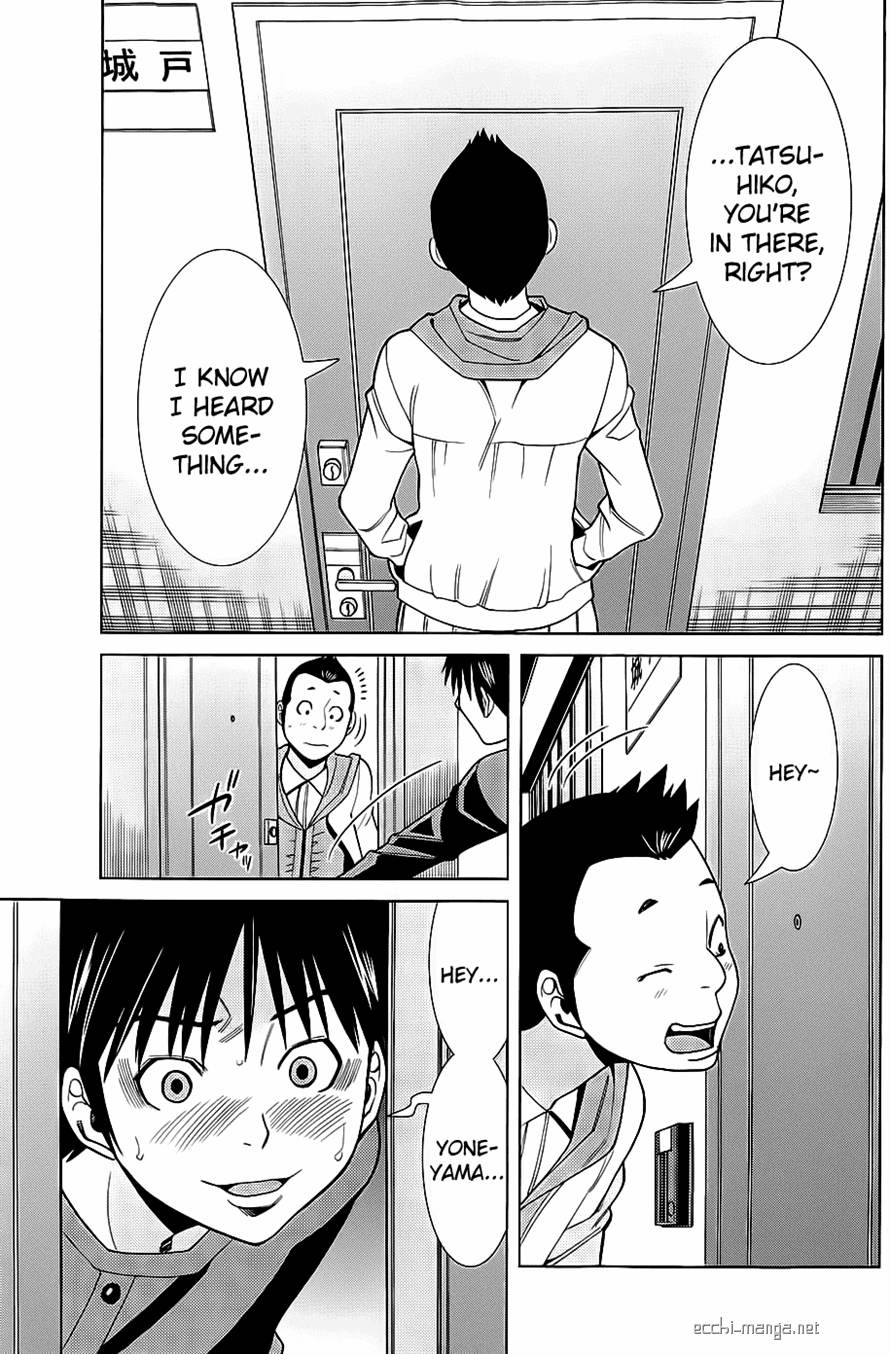 城戸
...TATSU-
HIKO,
YOU'RE
IN THERE,
RIGHT?
I KNOW
I HEARD
SOME-
THING...
HEY~
ガチャッ
HEY...
YONE-
YAMA...
ecchi-manga.net